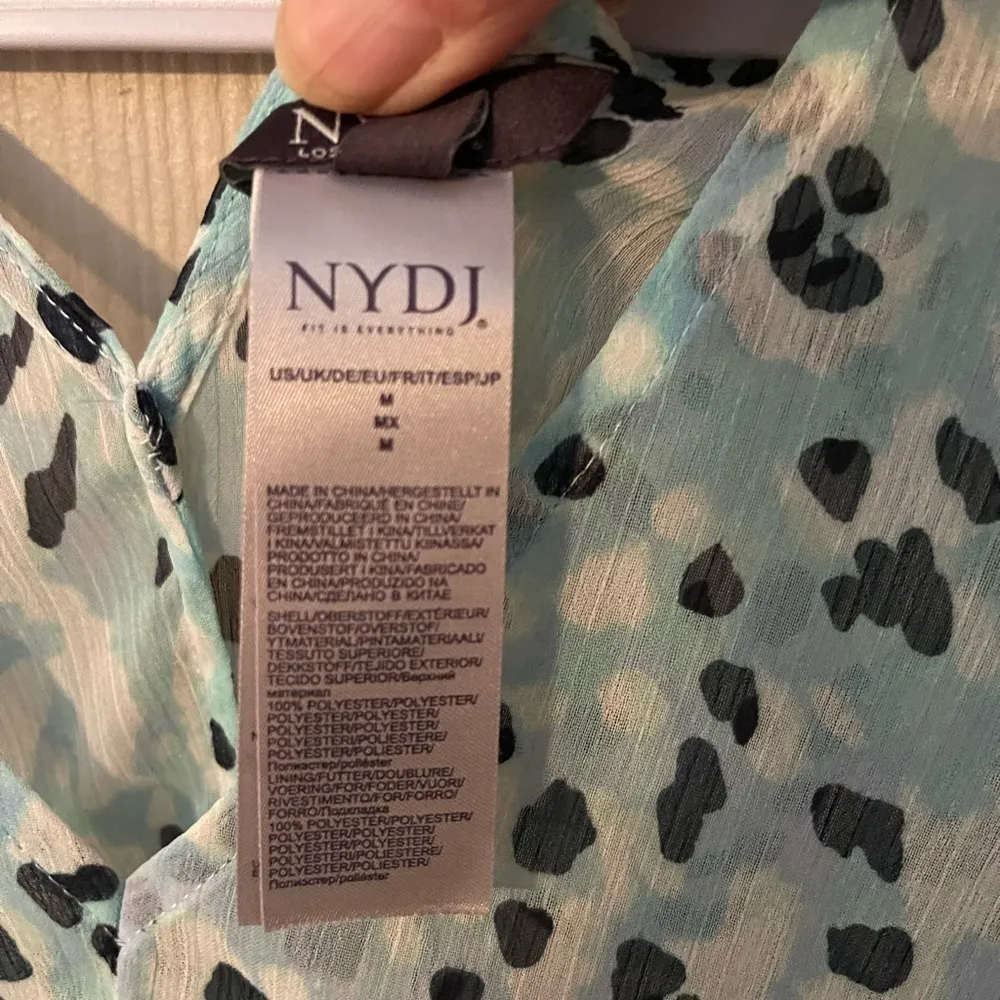 N
LOS
NYDJ®
FIT IS EVERYTHING
US/UK/DE/EU/FR/IT/ESP/JP
M
MX
M
MADE IN CHINA/HERGESTELLT IN
CHINA/FABRIQUÉ EN CHINE/
GEPRODUCEERD IN CHINA/
FREMSTILLET I KINA/TILLVERKAT
I KINA/VALMISTETTU KIINASSA/
PRODOTTO IN CHINA/
PRODUSERT I KINA/FABRICADO
EN CHINA/PRODUZIDO NA
CHINA/СДЕЛАНО В КИТАЕ
SHELL/OBERSTOFF/EXTÉRIEUR/
BOVENSTOF/OVERSTOF/
YTMATERIAL/PINTAMATERIAALI/
TESSUTO SUPERIORE/
DEKKSTOFF/TEJIDO EXTERIOR/
TECIDO SUPERIOR/Верхний
материал
100% POLYESTER/POLYESTER/
POLYESTER/POLYESTER/
POLYESTER/POLYESTER/
POLYESTER/POLIESTERE/
POLYESTER/POLIESTER/
Полиэстер/poliéster
LINING/FUTTER/DOUBLURE/
VOERING/FOR/FODER/VUORI/
RIVESTIMENTO/FOR/FORRO/
FORRO/Подкладка
100% POLYESTER/POLYESTER/
POLYESTER/POLYESTER/
POLYESTER/POLYESTER/
POLYESTER/POLIESTERE/
POLYESTER/POLIESTER/
Полиэстер/poliéster